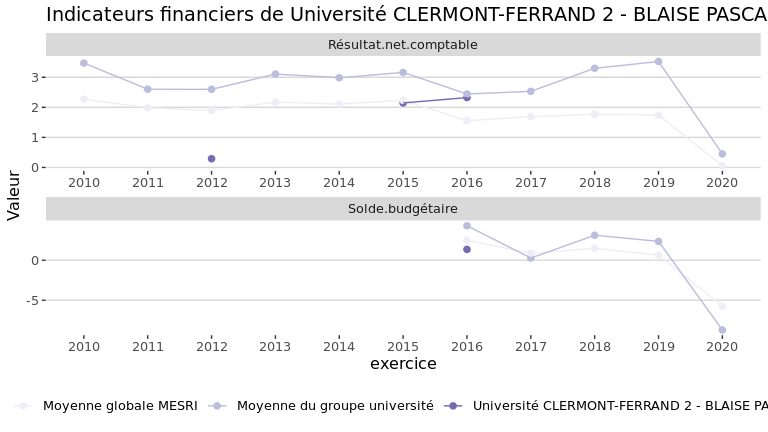 Indicateurs financiers de Université CLERMONT-FERRAND 2 - BLAISE PASCA
Résultat.net.comptable
3
2
1
0
2010 2011 2012 2013 2014 2015 2016 2017 2018 2019 2020
Valeur
Solde.budgétaire
0
-5
2010 2011 2012 2013 2014 2015 2016 2017 2018 2019 2020
exercice
Moyenne globale MESRI Moyenne du groupe université Université CLERMONT-FERRAND 2 - BLAISE PA